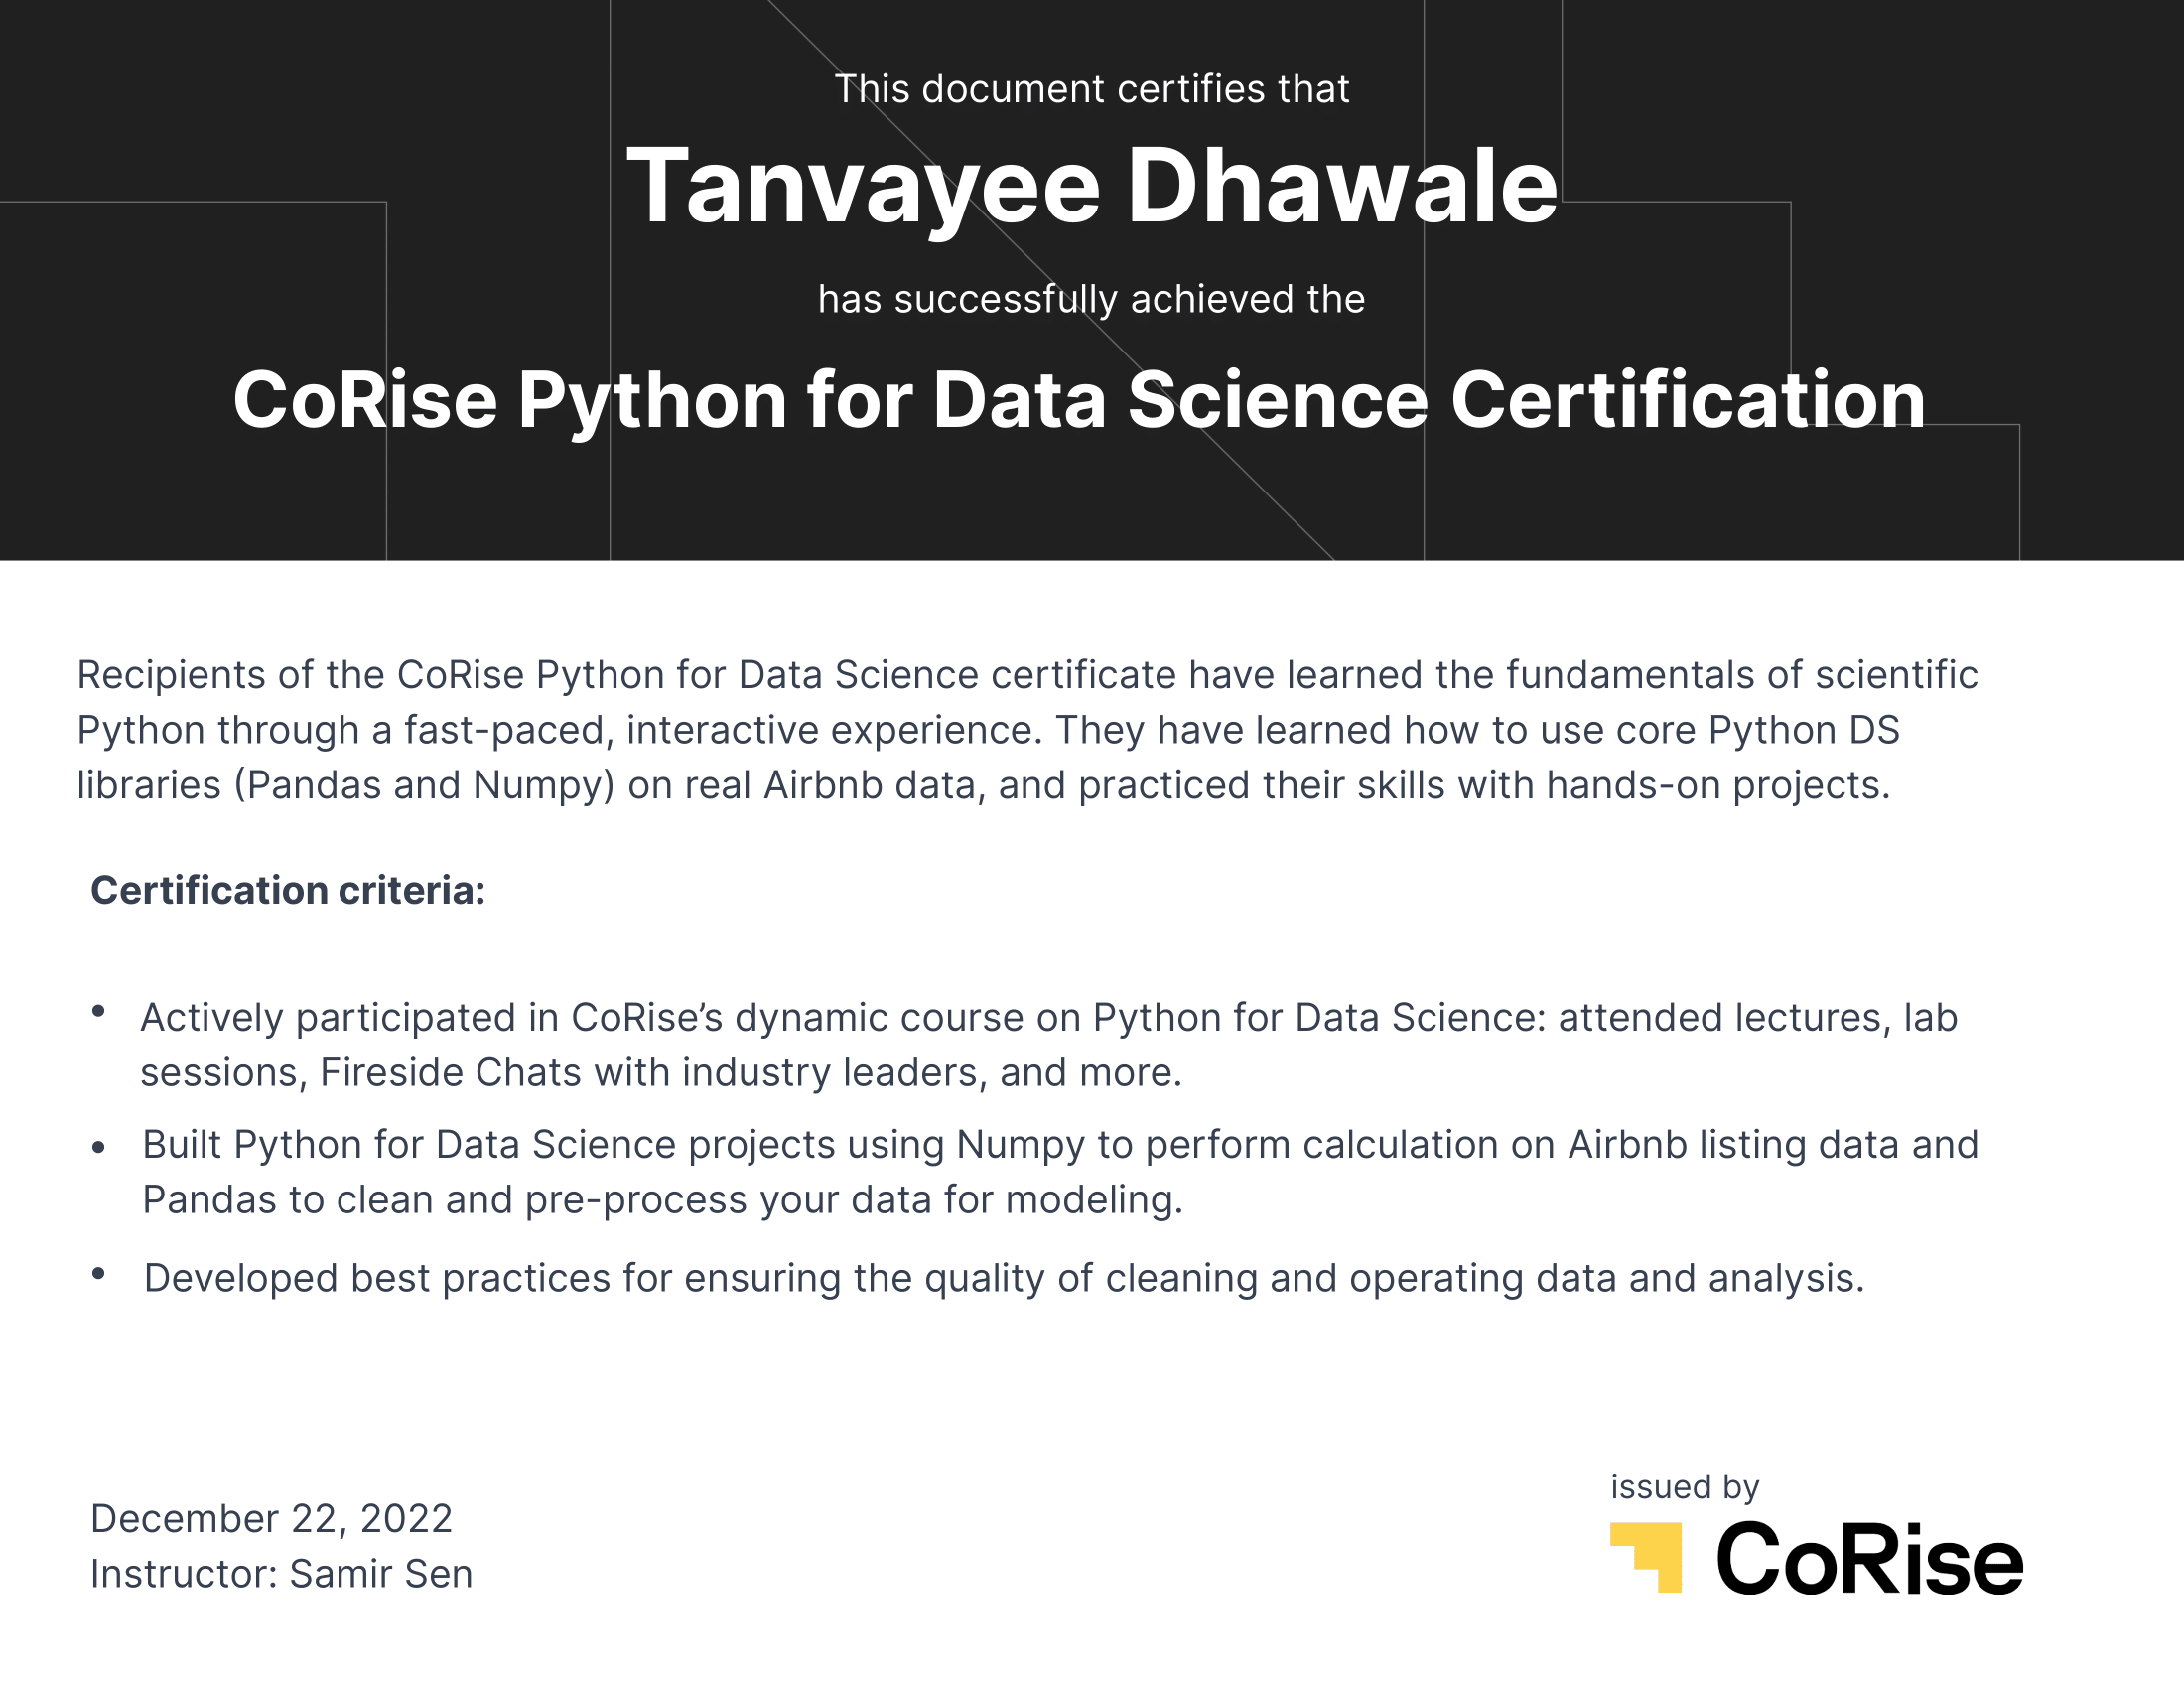 This document certifies that
Tanvayee Dhawale
has successfully achieved the
CoRise Python for Data Science Certification
Recipients of the CoRise Python for Data Science certificate have learned the fundamentals of scientific
Python through a fast-paced, interactive experience. They have learned how to use core Python DS
libraries (Pandas and Numpy) on real Airbnb data, and practiced their skills with hands-on projects.
Certification criteria:
• Actively participated in CoRise’s dynamic course on Python for Data Science: attended lectures, lab
sessions, Fireside Chats with industry leaders, and more.
• Built Python for Data Science projects using Numpy to perform calculation on Airbnb listing data and
Pandas to clean and pre-process your data for modeling.
• Developed best practices for ensuring the quality of cleaning and operating data and analysis.
December 22, 2022
Instructor: Samir Sen
issued by
CoRise